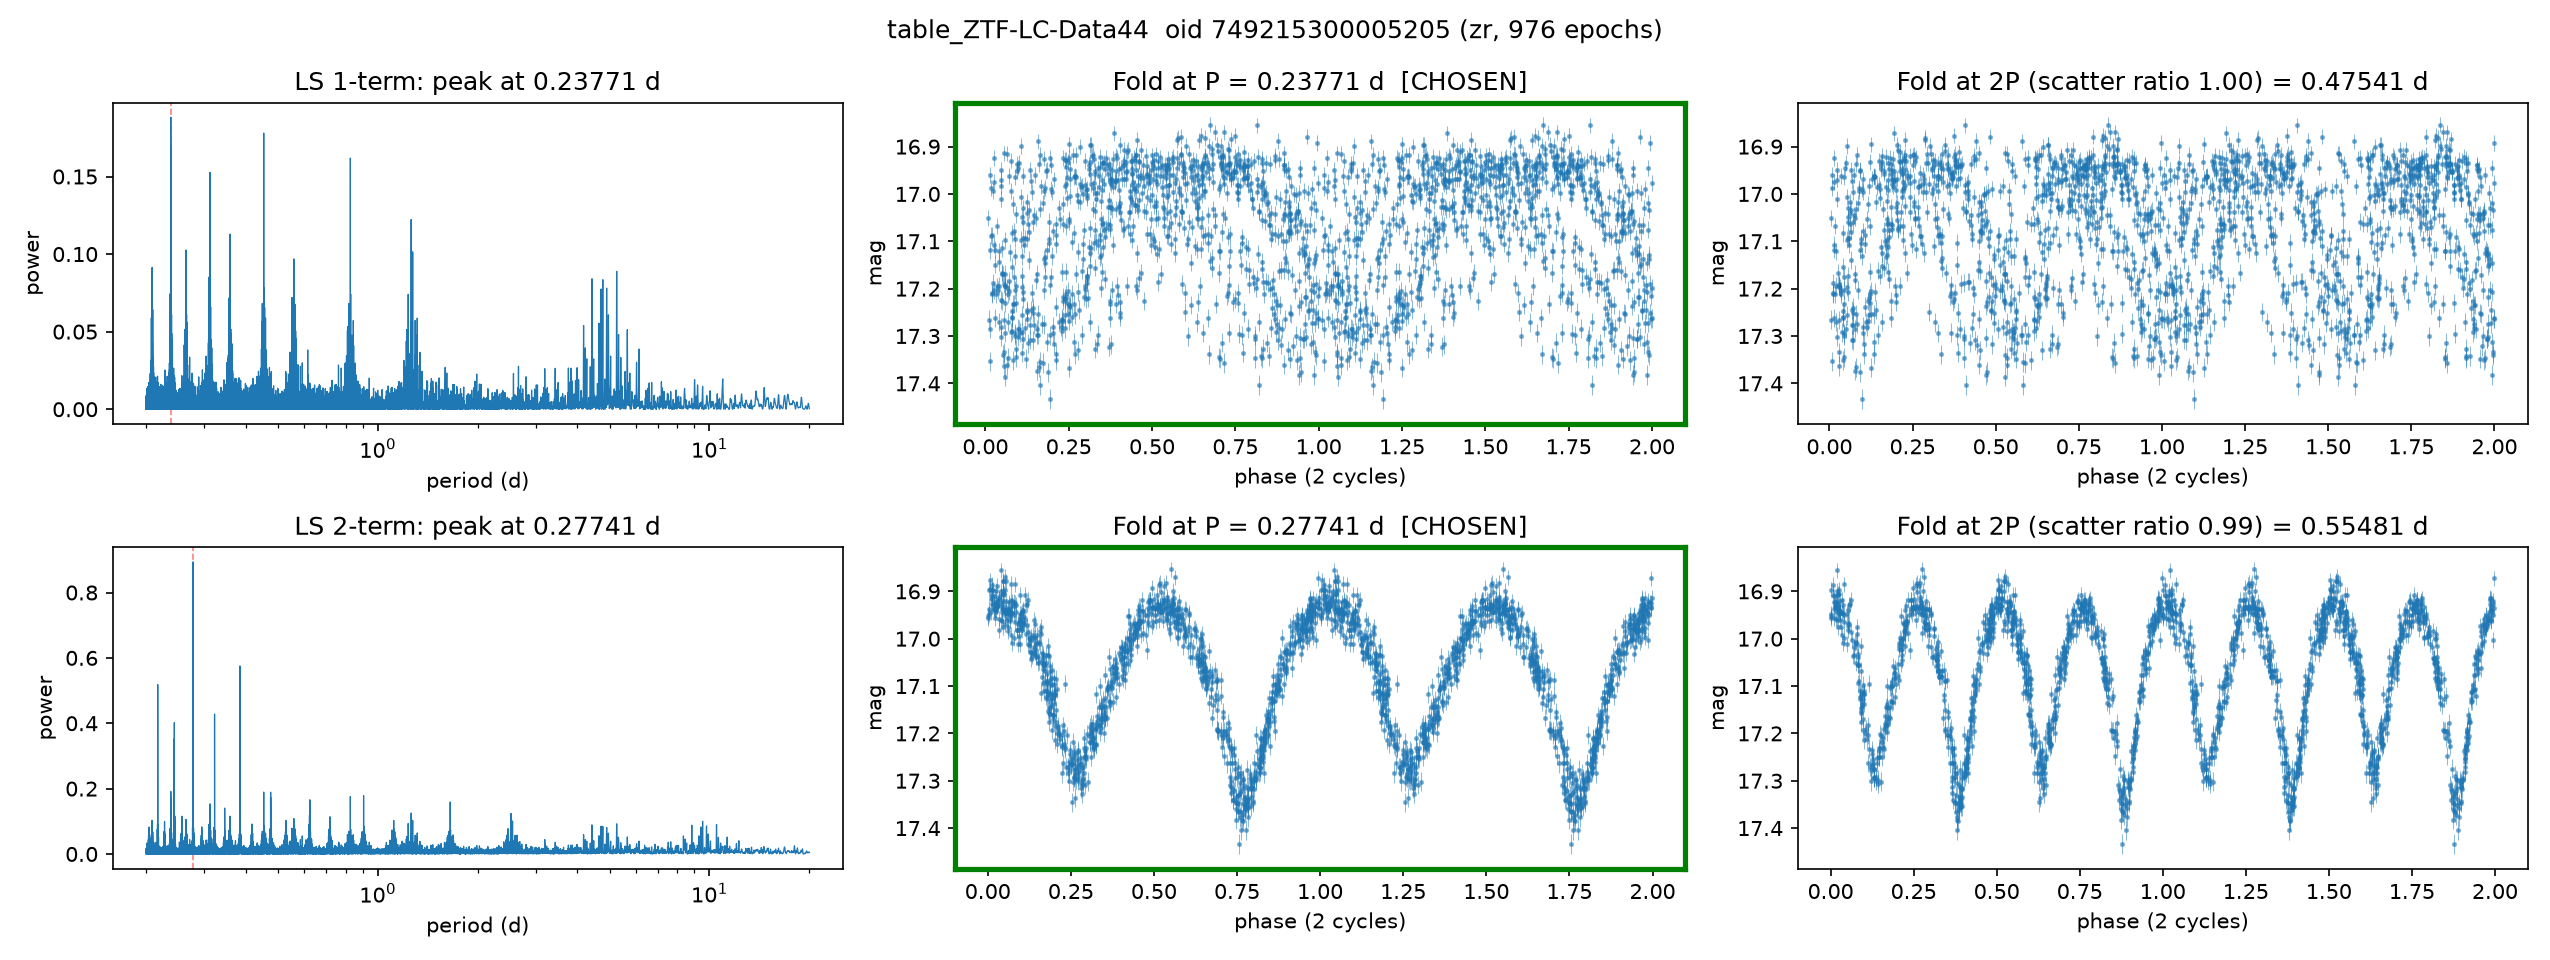 table_ZTF-LC-Data44  oid 749215300005205 (zr, 976 epochs)
LS 1-term: peak at 0.23771 d
power
0.15
0.10
0.05
0.00
10⁰
10¹
period (d)
Fold at P = 0.23771 d  [CHOSEN]
mag
16.9
17.0
17.1
17.2
17.3
17.4
0.00 0.25 0.50 0.75 1.00 1.25 1.50 1.75 2.00
phase (2 cycles)
Fold at 2P (scatter ratio 1.00) = 0.47541 d
mag
16.9
17.0
17.1
17.2
17.3
17.4
0.00 0.25 0.50 0.75 1.00 1.25 1.50 1.75 2.00
phase (2 cycles)
LS 2-term: peak at 0.27741 d
power
0.8
0.6
0.4
0.2
0.0
10⁰
10¹
period (d)
Fold at P = 0.27741 d  [CHOSEN]
mag
16.9
17.0
17.1
17.2
17.3
17.4
0.00 0.25 0.50 0.75 1.00 1.25 1.50 1.75 2.00
phase (2 cycles)
Fold at 2P (scatter ratio 0.99) = 0.55481 d
mag
16.9
17.0
17.1
17.2
17.3
17.4
0.00 0.25 0.50 0.75 1.00 1.25 1.50 1.75 2.00
phase (2 cycles)